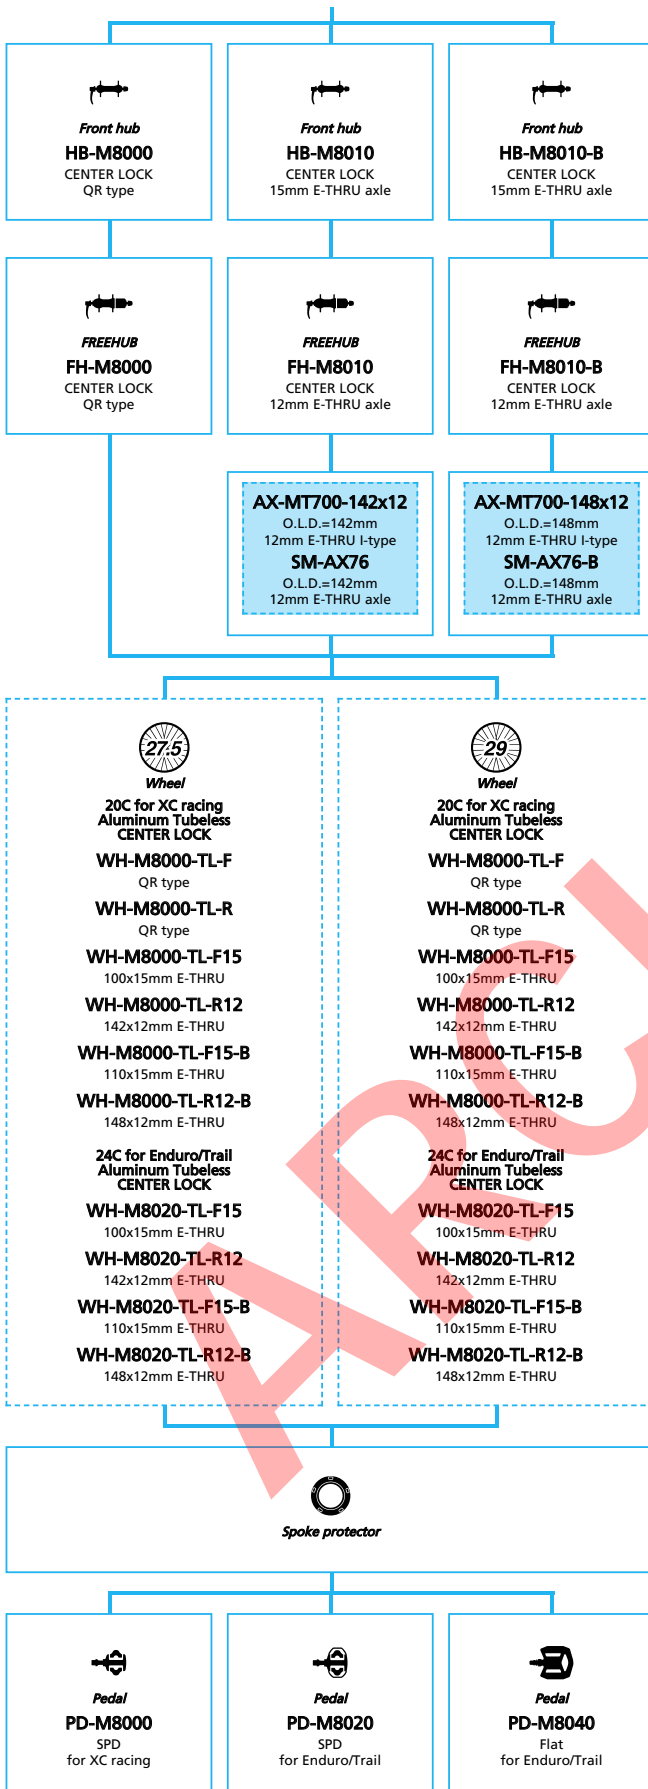 Front hub
HB-M8000
CENTER LOCK
QR type
Front hub
HB-M8010
CENTER LOCK
15mm E-THRU axle
Front hub
HB-M8010-B
CENTER LOCK
15mm E-THRU axle
FREEHUB
FH-M8000
CENTER LOCK
QR type
FREEHUB
FH-M8010
CENTER LOCK
12mm E-THRU axle
FREEHUB
FH-M8010-B
CENTER LOCK
12mm E-THRU axle
AX-MT700-142x12
O.L.D.=142mm
12mm E-THRU I-type
SM-AX76
O.L.D.=142mm
12mm E-THRU axle
AX-MT700-148x12
O.L.D.=148mm
12mm E-THRU I-type
SM-AX76-B
O.L.D.=148mm
12mm E-THRU axle
27.5
Wheel
20C for XC racing
Aluminum Tubeless
CENTER LOCK
WH-M8000-TL-F
QR type
WH-M8000-TL-R
QR type
WH-M8000-TL-F15
100x15mm E-THRU
WH-M8000-TL-R12
142x12mm E-THRU
WH-M8000-TL-F15-B
110x15mm E-THRU
WH-M8000-TL-R12-B
148x12mm E-THRU
24C for Enduro/Trail
Aluminum Tubeless
CENTER LOCK
WH-M8020-TL-F15
100x15mm E-THRU
WH-M8020-TL-R12
142x12mm E-THRU
WH-M8020-TL-F15-B
110x15mm E-THRU
WH-M8020-TL-R12-B
148x12mm E-THRU
29
Wheel
20C for XC racing
Aluminum Tubeless
CENTER LOCK
WH-M8000-TL-F
QR type
WH-M8000-TL-R
QR type
WH-M8000-TL-F15
100x15mm E-THRU
WH-M8000-TL-R12
142x12mm E-THRU
WH-M8000-TL-F15-B
110x15mm E-THRU
WH-M8000-TL-R12-B
148x12mm E-THRU
24C for Enduro/Trail
Aluminum Tubeless
CENTER LOCK
WH-M8020-TL-F15
100x15mm E-THRU
WH-M8020-TL-R12
142x12mm E-THRU
WH-M8020-TL-F15-B
110x15mm E-THRU
WH-M8020-TL-R12-B
148x12mm E-THRU
Spoke protector
Pedal
PD-M8000
SPD
for XC racing
Pedal
PD-M8020
SPD
for Enduro/Trail
Pedal
PD-M8040
Flat
for Enduro/Trail